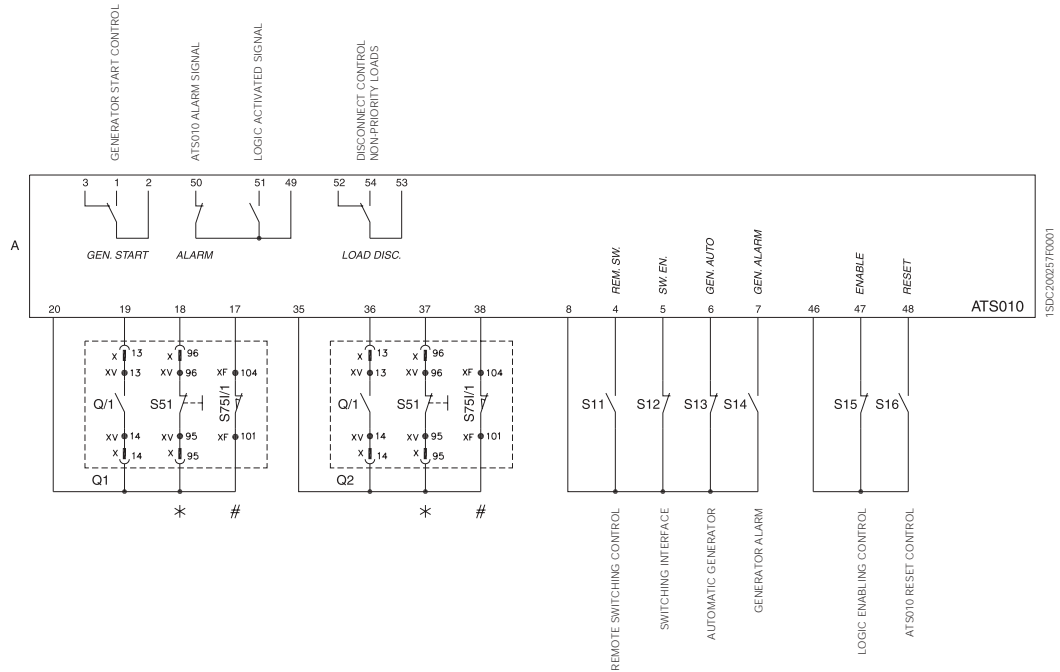 GENERATOR START CONTROL
ATS010 ALARM SIGNAL
LOGIC ACTIVATED SIGNAL
DISCONNECT CONTROL
NON-PRIORITY LOADS
3 1 2 50 51 49 52 54 53
A
GEN. START ALARM LOAD DISC.
REM. SW.
SW. EN.
GEN. AUTO
GEN. ALARM
ENABLE
RESET
ATS010
1SDC200257F0001
20 19 18 17 35 36 37 38 8 4 5 6 7 46 47 48
X 13 X 96 X 13 X 96
XV 13 XV 96 XF 104 XV 13 XV 96 XF 104
Q/1 S51 S75I/1 Q/1 S51 S75I/1 S11 S12 S13 S14 S15 S16
XV 14 XV 95 XF 101 XV 14 XV 95 XF 101
X 14 X 95 X 14 X 95
Q1 Q2
* # * #
REMOTE SWITCHING CONTROL
SWITCHING INTERFACE
AUTOMATIC GENERATOR
GENERATOR ALARM
LOGIC ENABLING CONTROL
ATS010 RESET CONTROL